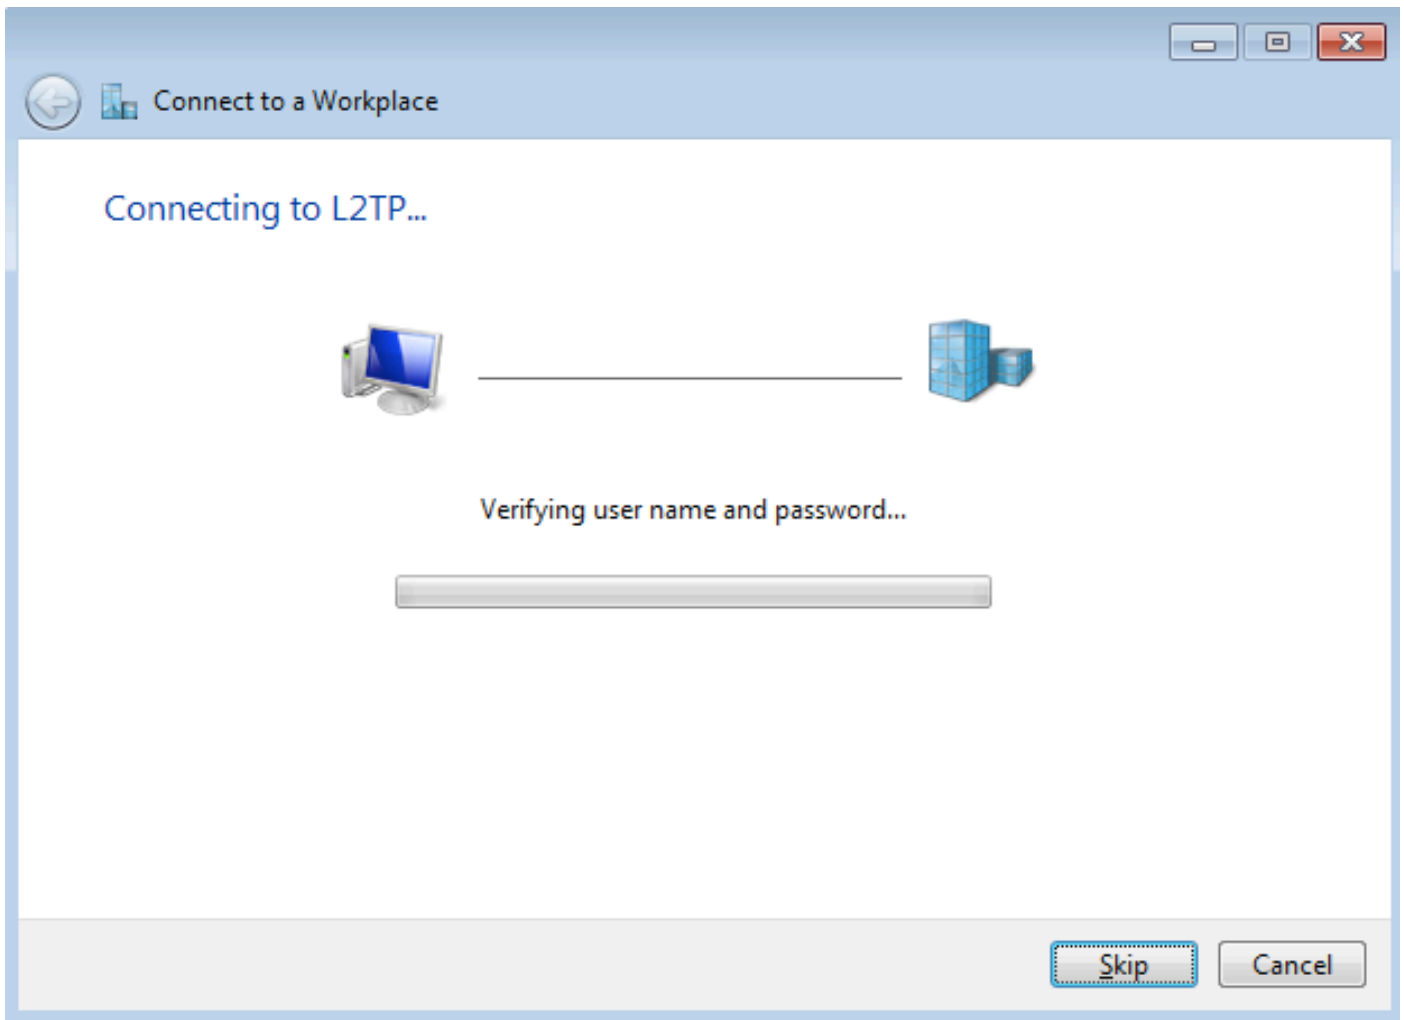 Connect to a Workplace
Connecting to L2TP...
Verifying user name and password...
Skip
Cancel